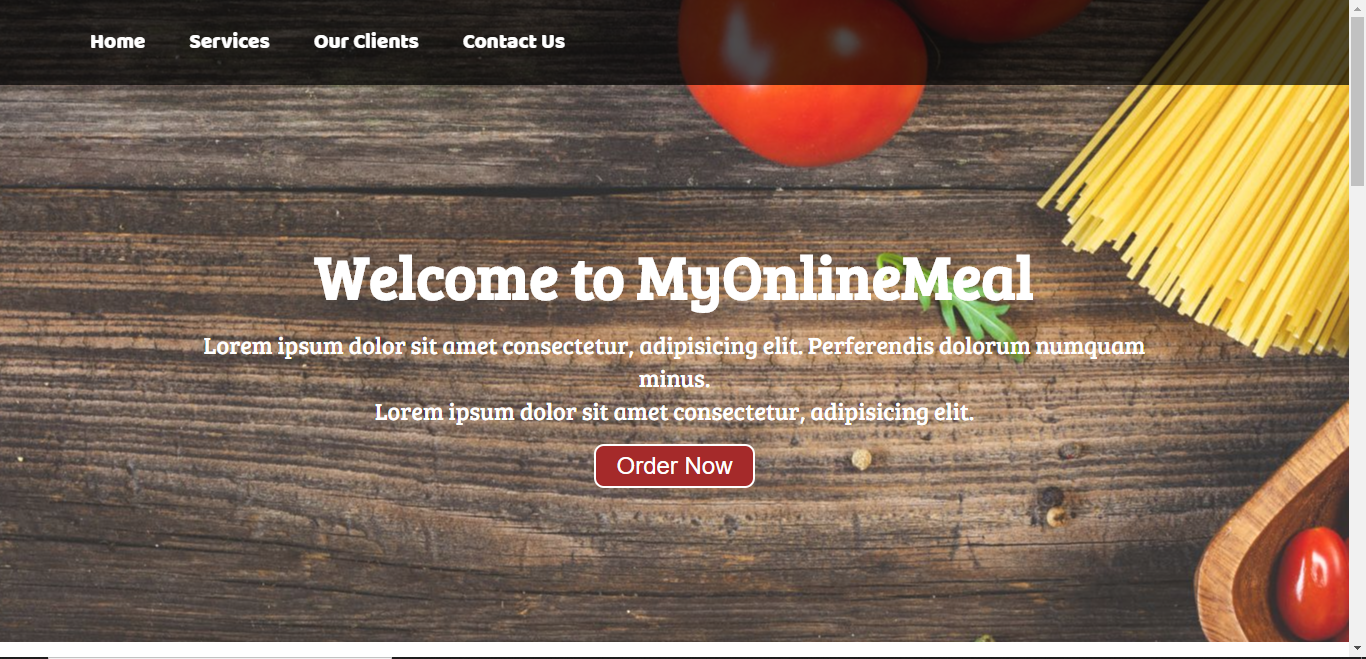 Home Services Our Clients Contact Us
Welcome to MyOnlineMeal
Lorem ipsum dolor sit amet consectetur, adipisicing elit. Perferendis dolorum numquam
minus.
Lorem ipsum dolor sit amet consectetur, adipisicing elit.
Order Now